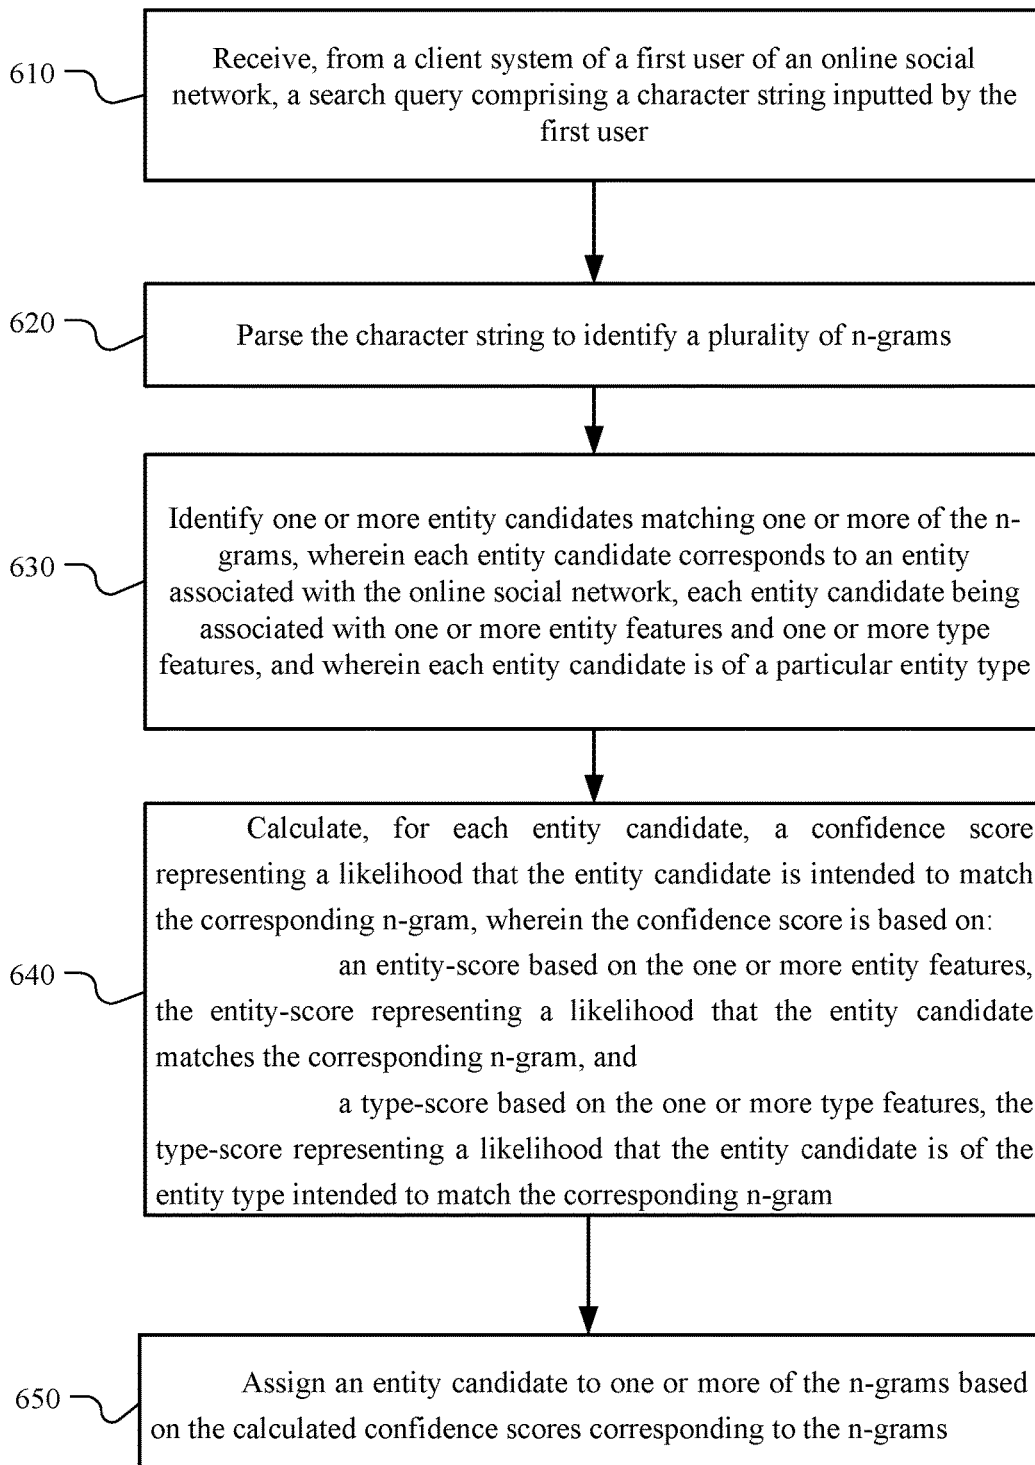 610
Receive, from a client system of a first user of an online social
network, a search query comprising a character string inputted by the
first user
620
Parse the character string to identify a plurality of n-grams
630
Identify one or more entity candidates matching one or more of the n-
grams, wherein each entity candidate corresponds to an entity
associated with the online social network, each entity candidate being
associated with one or more entity features and one or more type
features, and wherein each entity candidate is of a particular entity type
640
Calculate, for each entity candidate, a confidence score
representing a likelihood that the entity candidate is intended to match
the corresponding n-gram, wherein the confidence score is based on:
an entity-score based on the one or more entity features,
the entity-score representing a likelihood that the entity candidate
matches the corresponding n-gram, and
a type-score based on the one or more type features, the
type-score representing a likelihood that the entity candidate is of the
entity type intended to match the corresponding n-gram
650
Assign an entity candidate to one or more of the n-grams based
on the calculated confidence scores corresponding to the n-grams